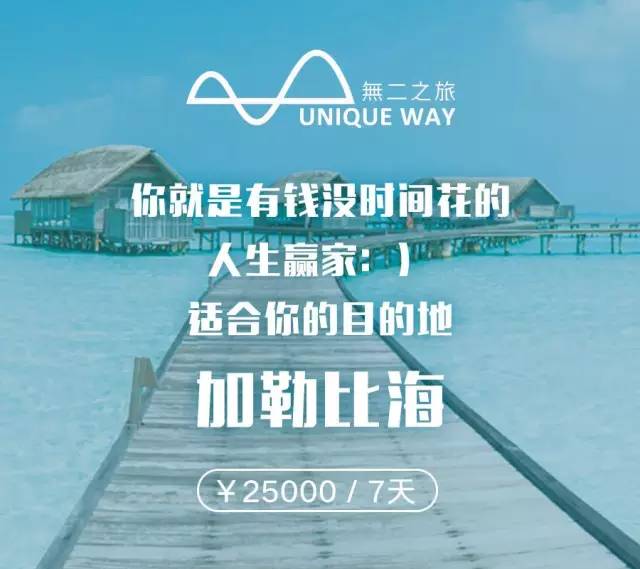 無二之旅
UNIQUE WAY
你就是有钱没时间花的
人生赢家：)
适合你的目的地
加勒比海
￥25000 / 7天